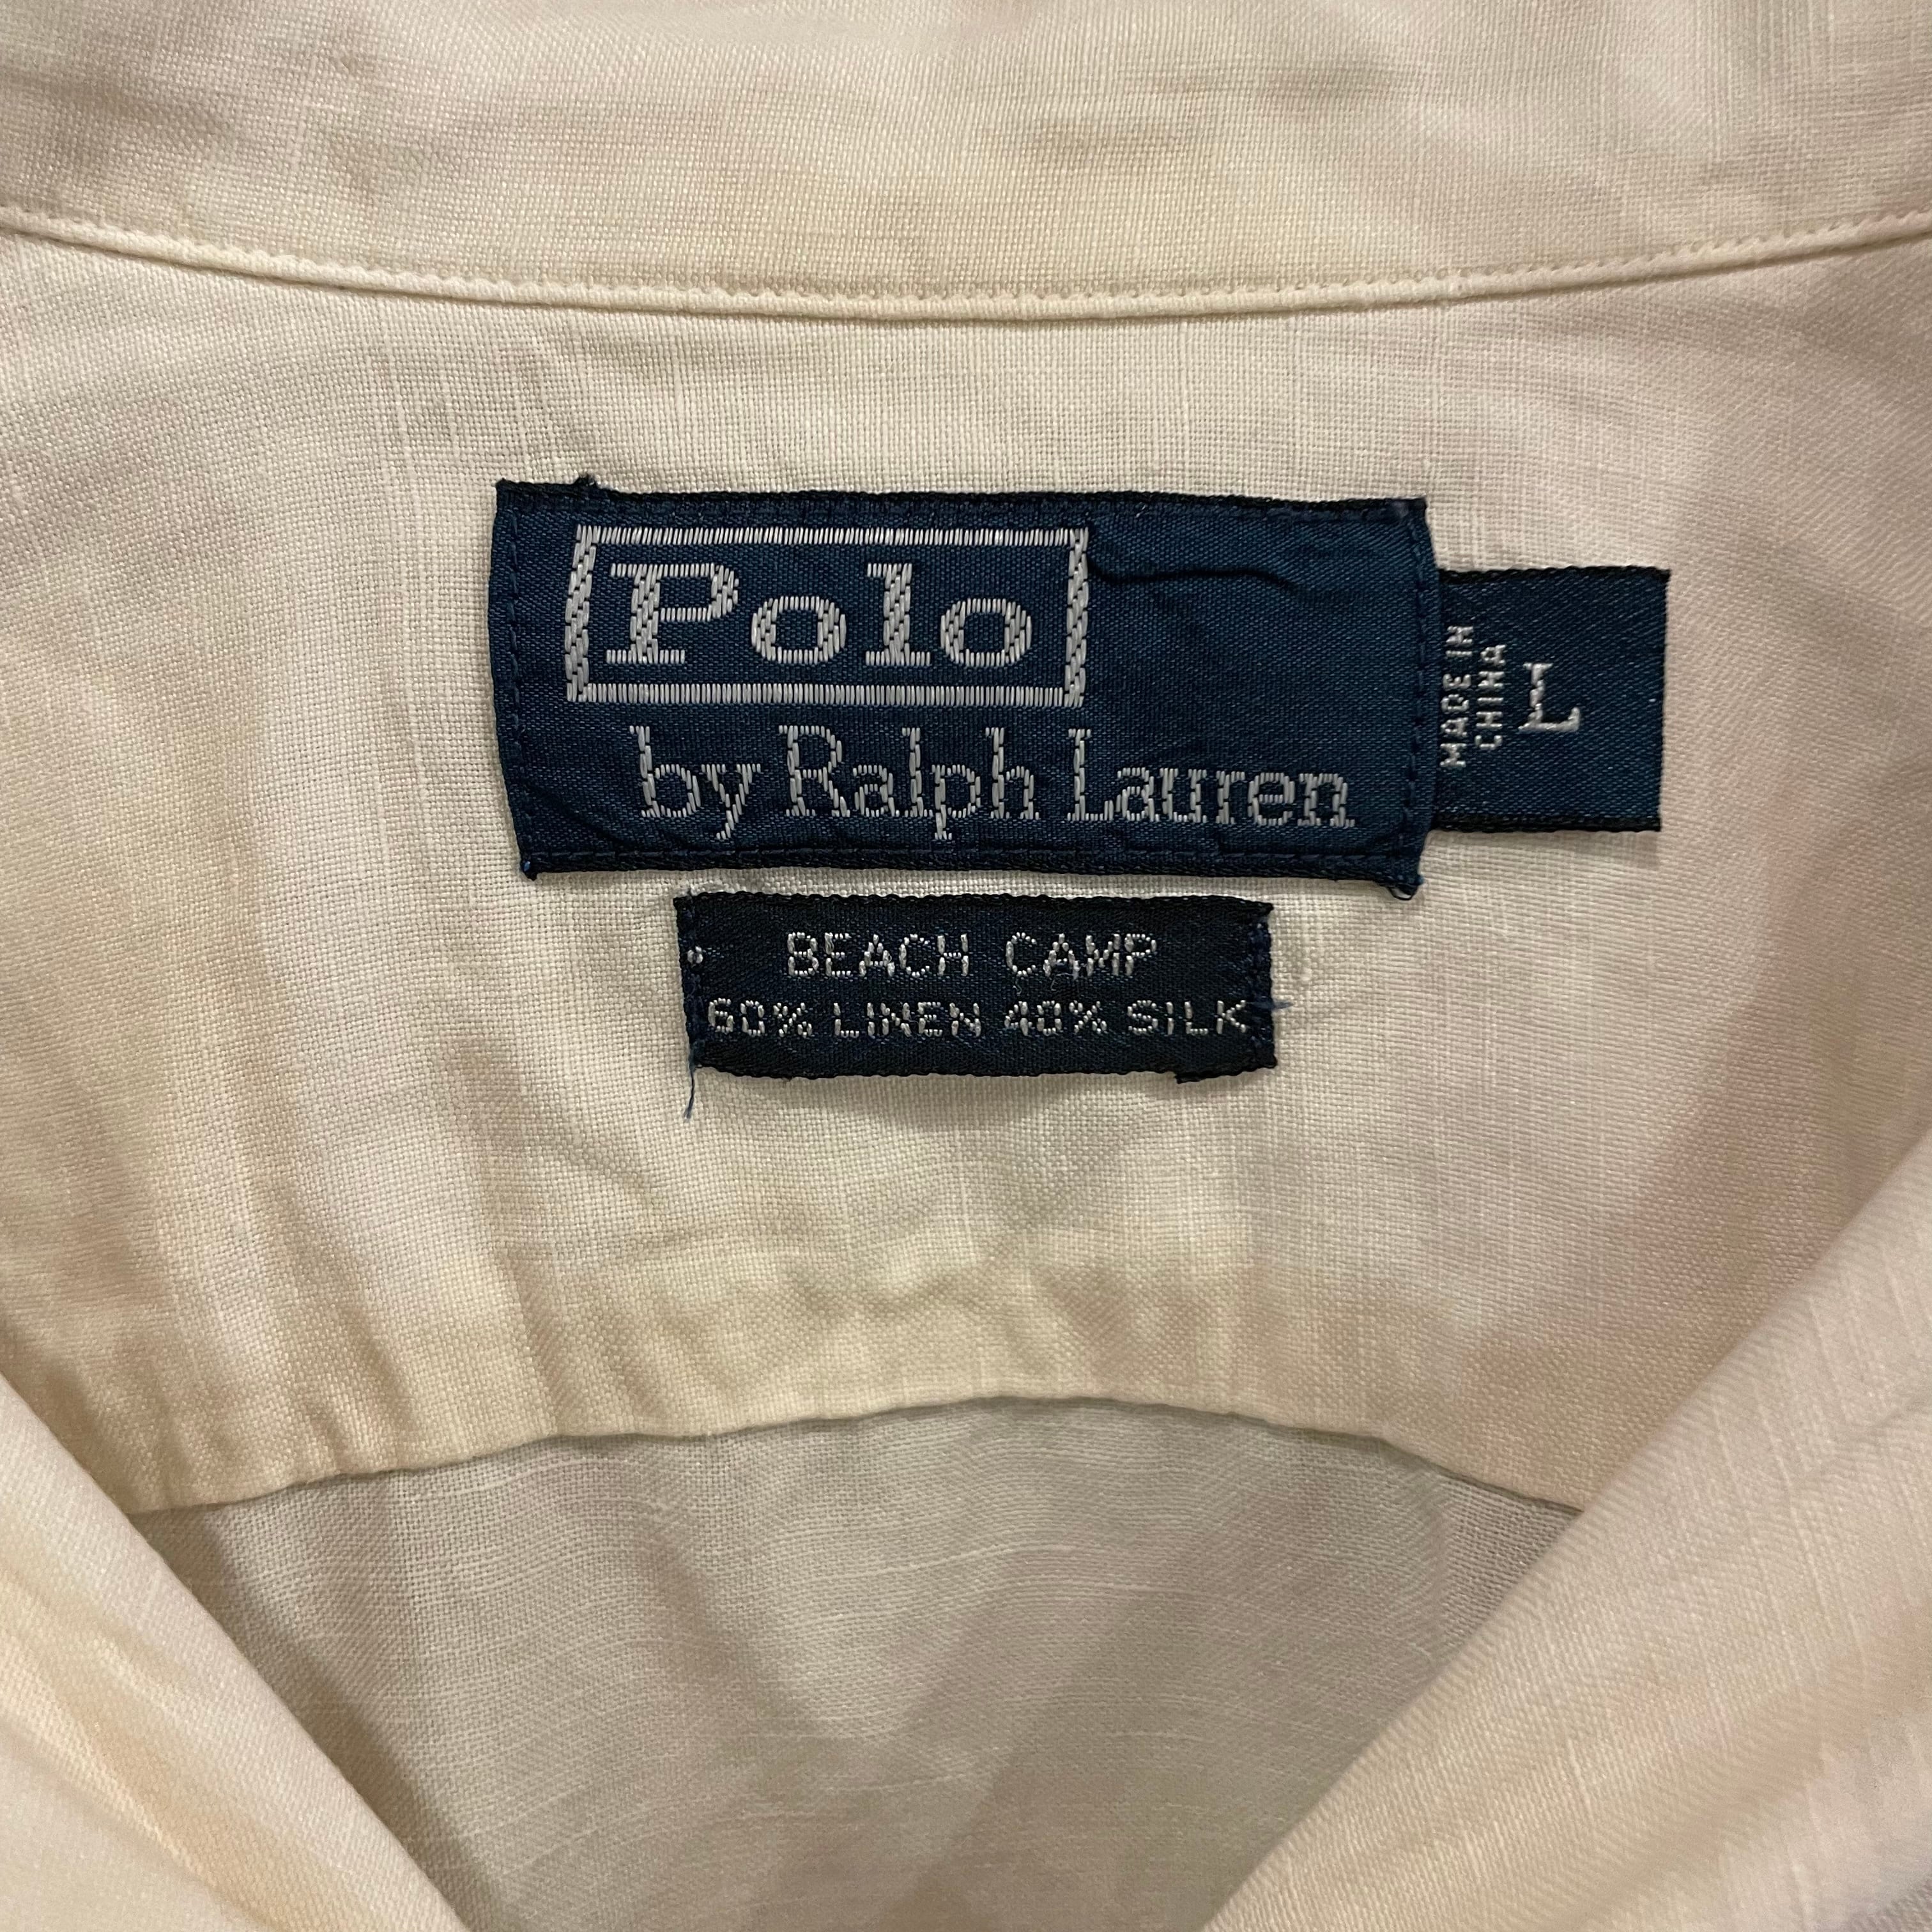 Polo
by Ralph Lauren
MADE IN
CHINA
L
BEACH CAMP
60% LINEN 40% SILK